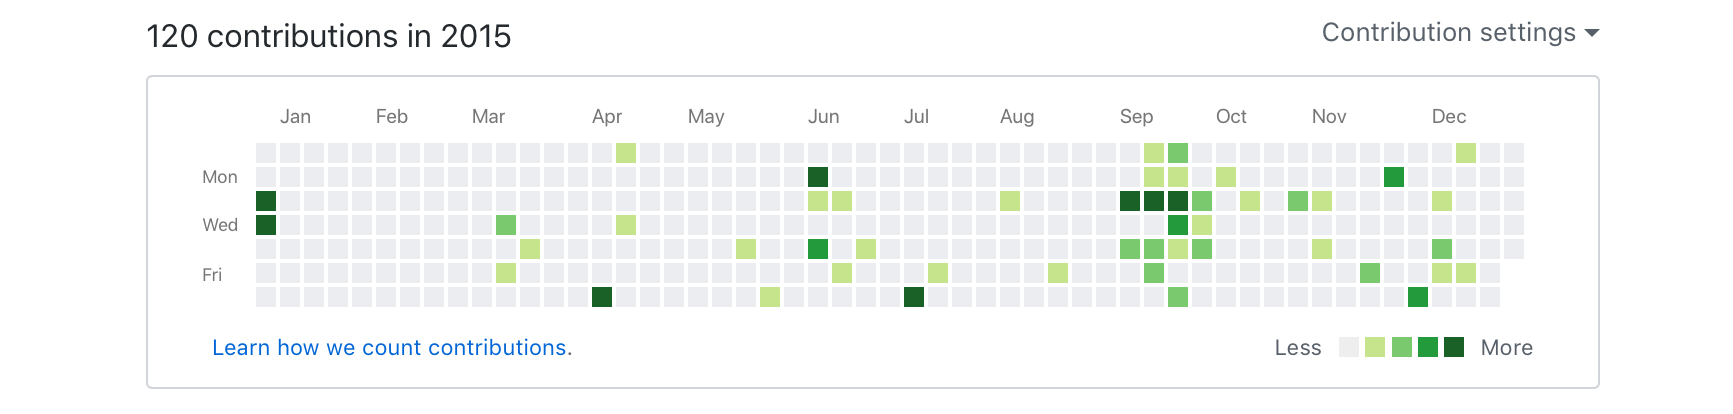 120 contributions in 2015
Contribution settings
Jan Feb Mar Apr May Jun Jul Aug Sep Oct Nov Dec
Mon
Wed
Fri
Learn how we count contributions.
Less More